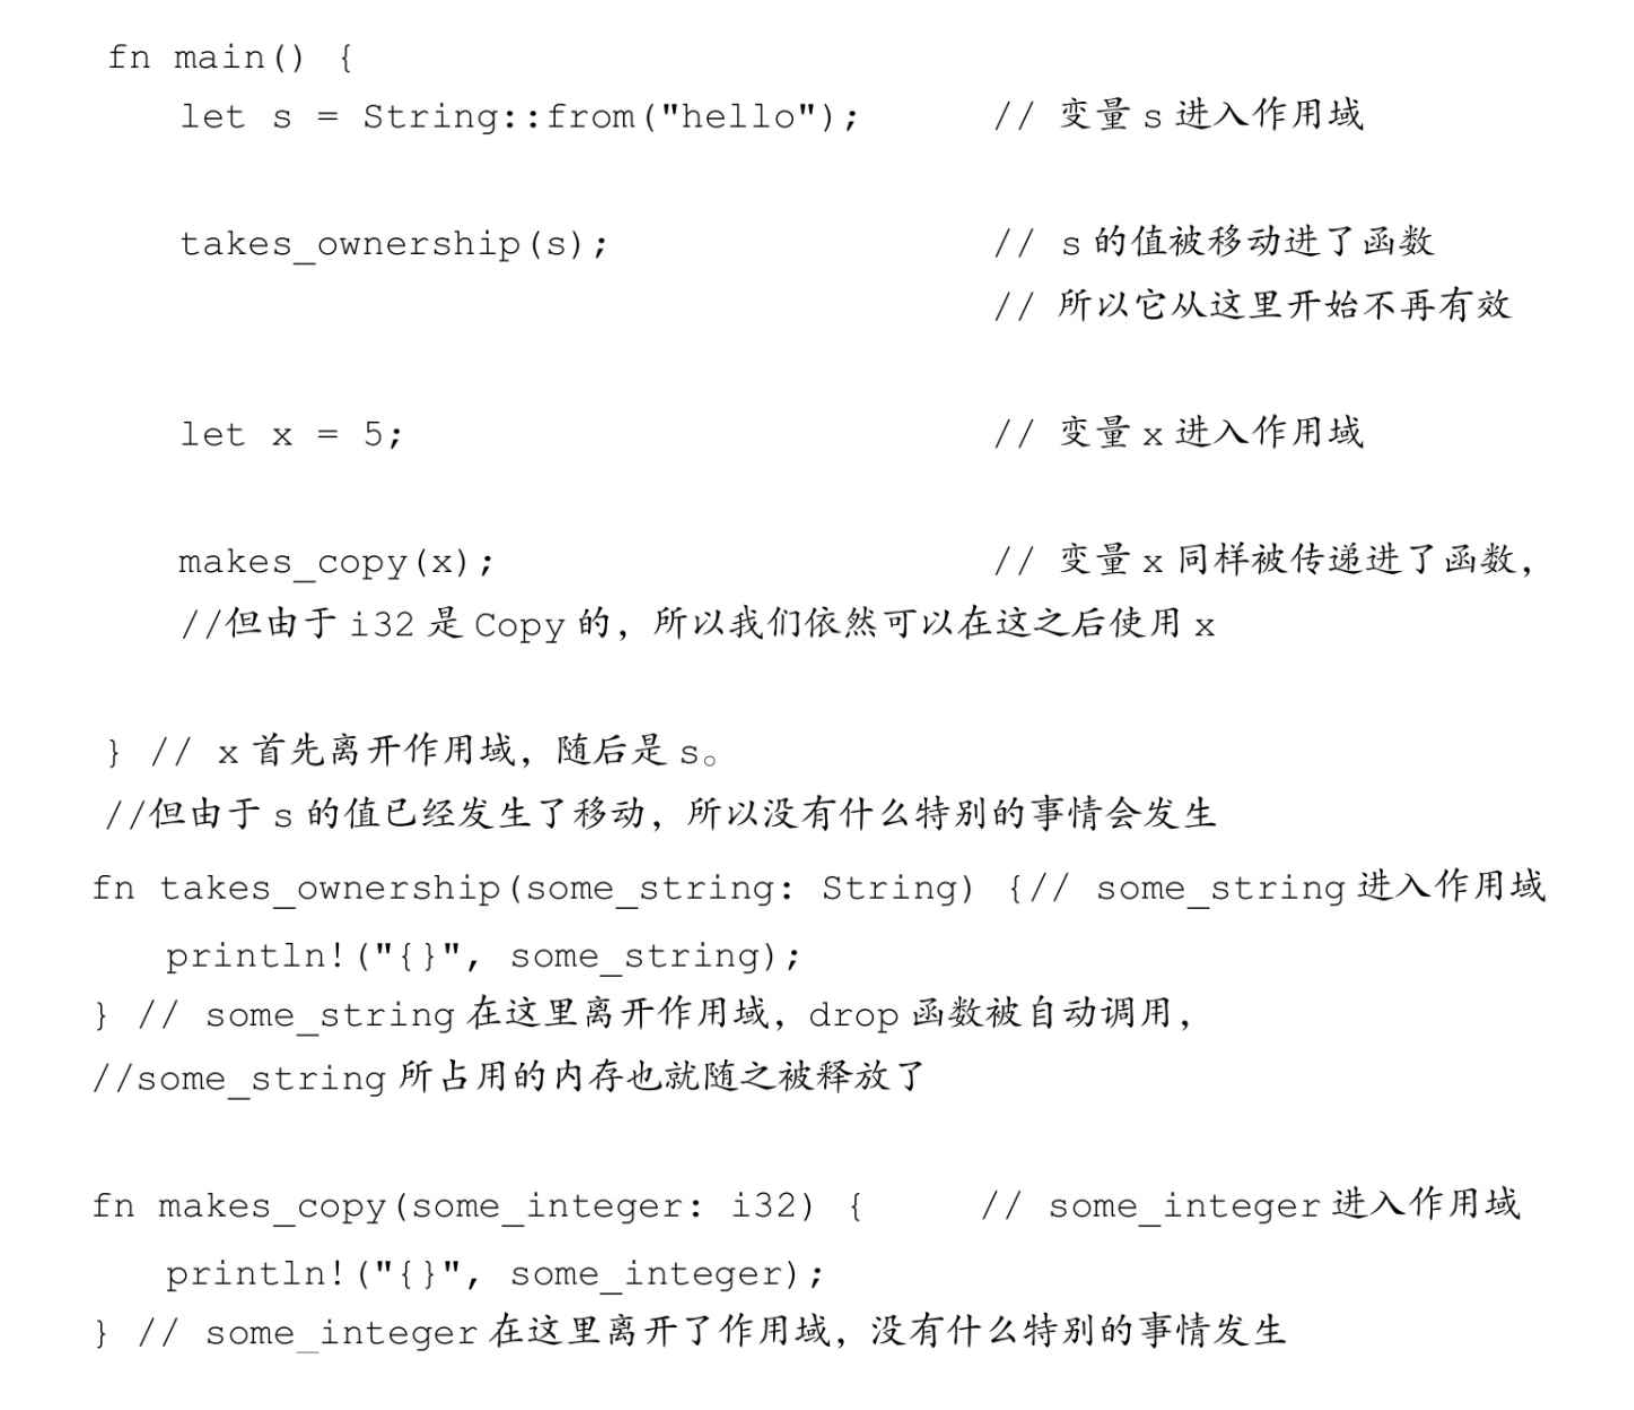 fn main() {
    let s = String::from("hello");      // 变量 s 进入作用域
    takes_ownership(s);                 // s 的值被移动进了函数
                                        // 所以它从这里开始不再有效
    let x = 5;                          // 变量 x 进入作用域
    makes_copy(x);                      // 变量 x 同样被传递进了函数，
    //但由于 i32 是 Copy 的，所以我们依然可以在这之后使用 x
} // x 首先离开作用域，随后是 s。
//但由于 s 的值已经发生了移动，所以没有什么特别的事情会发生
fn takes_ownership(some_string: String) {// some_string 进入作用域
    println!("{}", some_string);
} // some_string 在这里离开作用域，drop 函数被自动调用，
//some_string 所占用的内存也就随之被释放了
fn makes_copy(some_integer: i32) {      // some_integer 进入作用域
    println!("{}", some_integer);
} // some_integer 在这里离开了作用域，没有什么特别的事情发生